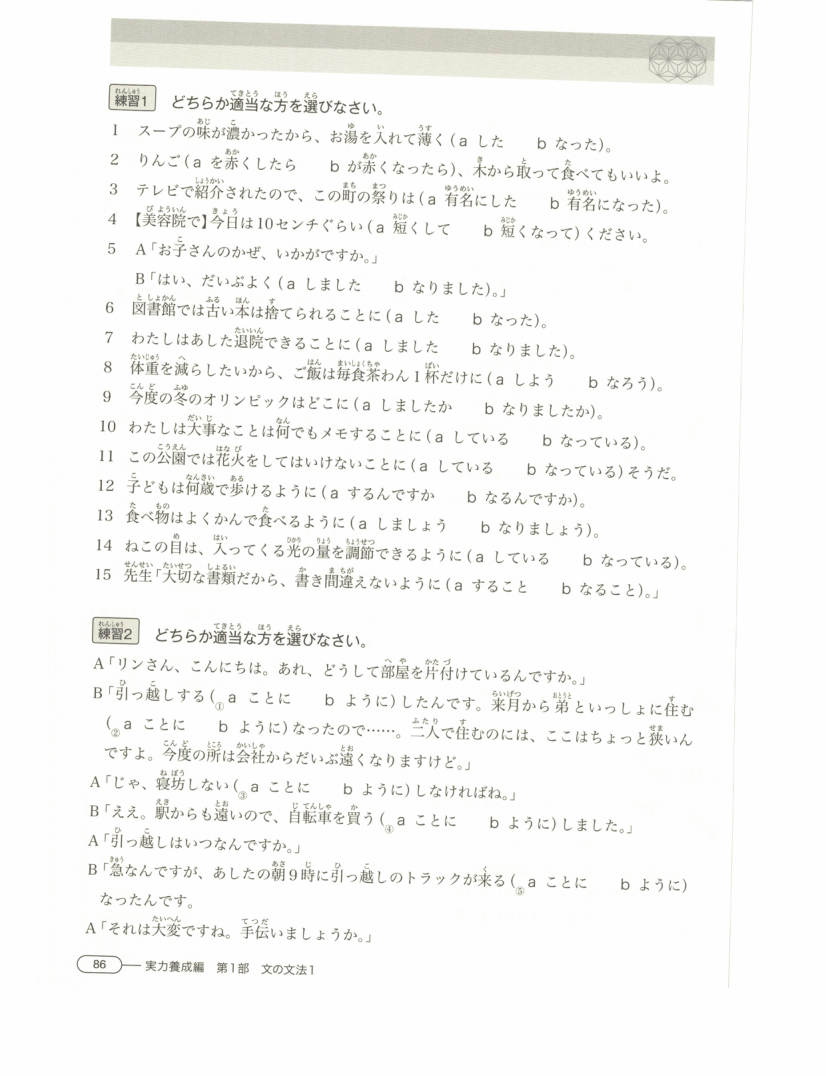 練習1 どちらか適当な方を選びなさい。
1 スープの味が濃かったから、お湯を入れて薄く(a した b なった)。
2 りんご(a を赤くしたら b が赤くなったら)、木から取って食べてもいいよ。
3 テレビで紹介されたので、この町の祭りは(a 有名にした b 有名になった)。
4 【美容院で】今日は10センチぐらい(a 短くして b 短くなって)ください。
5 A「お子さんのかぜ、いかがですか。」
B「はい、だいぶよく(a しました b なりました)。」
6 図書館では古い本は捨てられることに(a した b なった)。
7 わたしはあした退院できることに(a しました b なりました)。
8 体重を減らしたいから、ご飯は毎食茶わん1杯だけに(a しよう b なろう)。
9 今度の冬のオリンピックはどこに(a しましたか b なりましたか)。
10 わたしは大事なことは何でもメモすることに(a している b なっている)。
11 この公園では花火をしてはいけないことに(a している b なっている)そうだ。
12 子どもは何歳で歩けるように(a するんですか b なるんですか)。
13 食べ物はよくかんで食べるように(a しましょう b なりましょう)。
14 ねこの目は、入ってくる光の量を調節できるように(a している b なっている)。
15 先生「大切な書類だから、書き間違えないように(a すること b なること)。」
練習2 どちらか適当な方を選びなさい。
A「リンさん、こんにちは。あれ、どうして部屋を片付けているんですか。」
B「引っ越しする(①a ことに b ように)したんです。来月から弟といっしょに住む
(②a ことに b ように)なったので……。二人で住むのには、ここはちょっと狭いん
ですよ。今度の所は会社からだいぶ遠くなりますけど。」
A「じゃ、寝坊しない(③a ことに b ように)しなければね。」
B「ええ。駅からも遠いので、自転車を買う(④a ことに b ように)しました。」
A「引っ越しはいつなんですか。」
B「急なんですが、あしたの朝9時に引っ越しのトラックが来る(⑤a ことに b ように)
なったんです。
A「それは大変ですね。手伝いましょうか。」
86 実力養成編 第1部 文の文法1